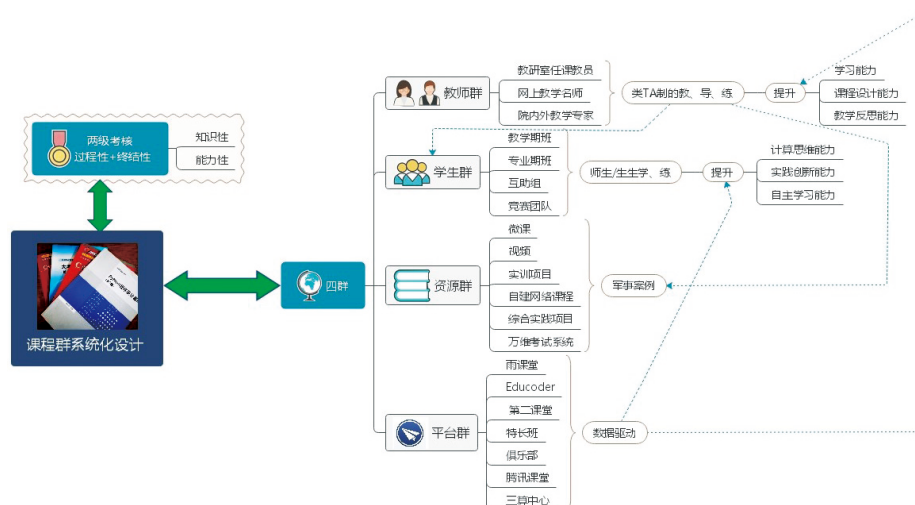 两级考核
过程性+终结性
知识性
能力性
课程群系统化设计
四群
教师群
教研室任课教员
网上教学名师
院内外教学专家
类TA制的教、导、练
提升
学习能力
课程设计能力
教学反思能力
学生群
教学期班
专业期班
互助组
竞赛团队
师生/生生学、练
提升
计算思维能力
实践创新能力
自主学习能力
资源群
微课
视频
实训项目
自建网络课程
综合实践项目
万维考试系统
军事案例
平台群
雨课堂
Educoder
第二课堂
特长班
俱乐部
腾讯课堂
三算中心
数据驱动